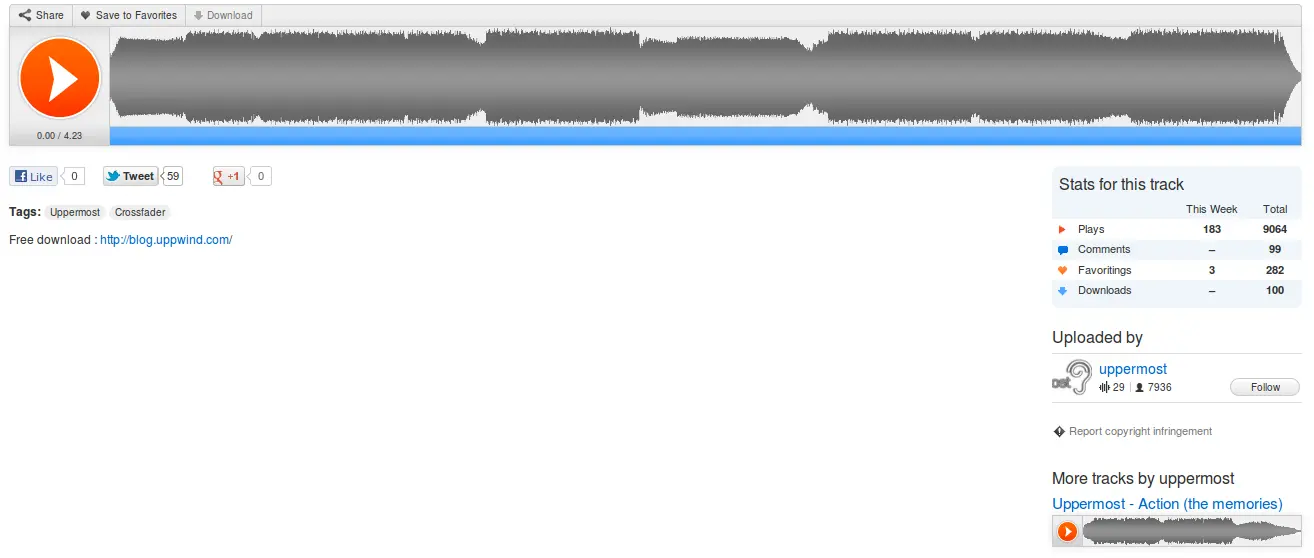 Share Save to Favorites Download
0.00 / 4.23
Like 0 Tweet 59 +1 0
Tags: Uppermost Crossfader
Free download : http://blog.uppwind.com/
Stats for this track
This Week Total
Plays 183 9064
Comments – 99
Favoritings 3 282
Downloads – 100
Uploaded by
ost uppermost
29 7936 Follow
Report copyright infringement
More tracks by uppermost
Uppermost - Action (the memories)